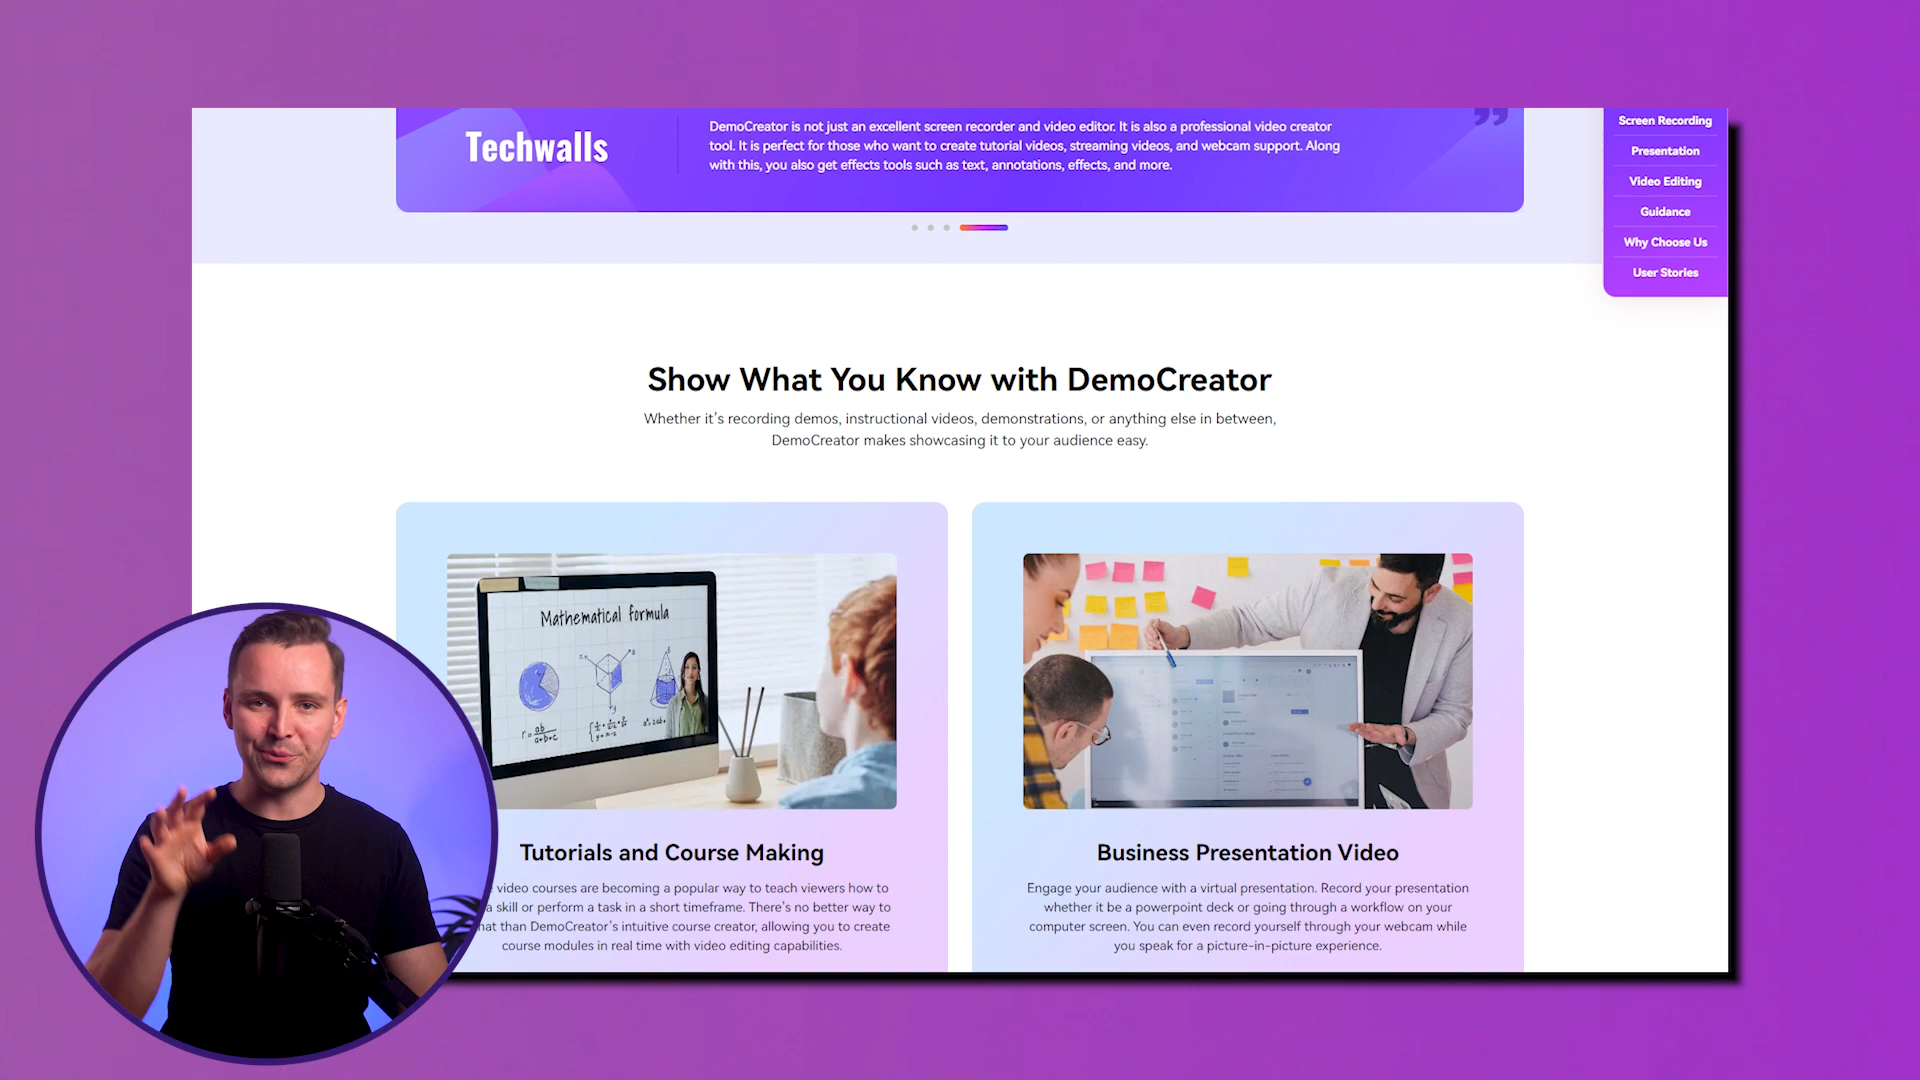 Techwalls
DemoCreator is not just an excellent screen recorder and video editor. It is also a professional video creator
tool. It is perfect for those who want to create tutorial videos, streaming videos, and webcam support. Along
with this, you also get effects tools such as text, annotations, effects, and more.
”
Screen Recording
Presentation
Video Editing
Guidance
Why Choose Us
User Stories
Show What You Know with DemoCreator
Whether it's recording demos, instructional videos, demonstrations, or anything else in between,
DemoCreator makes showcasing it to your audience easy.
Mathematical formula
Tutorials and Course Making
video courses are becoming a popular way to teach viewers how to
a skill or perform a task in a short timeframe. There's no better way to
than DemoCreator's intuitive course creator, allowing you to create
course modules in real time with video editing capabilities.
Business Presentation Video
Engage your audience with a virtual presentation. Record your presentation
whether it be a powerpoint deck or going through a workflow on your
computer screen. You can even record yourself through your webcam while
you speak for a picture-in-picture experience.